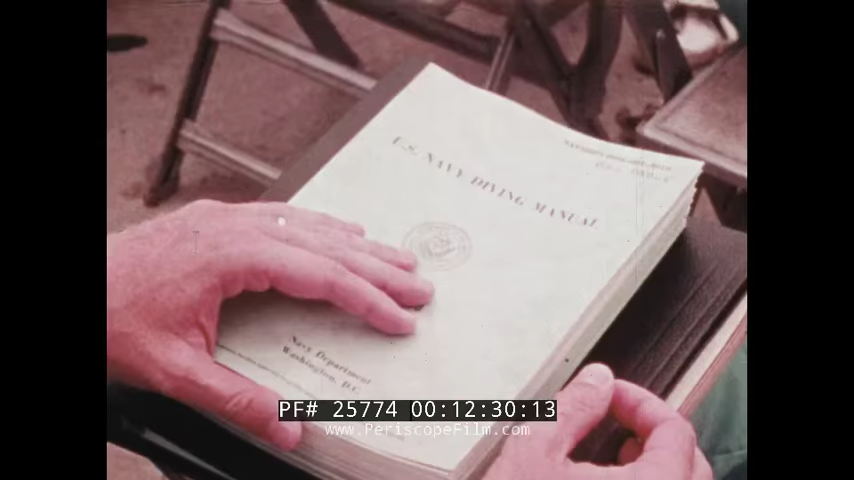 U.S. NAVY DIVING MANUAL
Navy Department
Washington, D.C.
PF# 25774 00:12:30:13
www.PeriscopeFilm.com